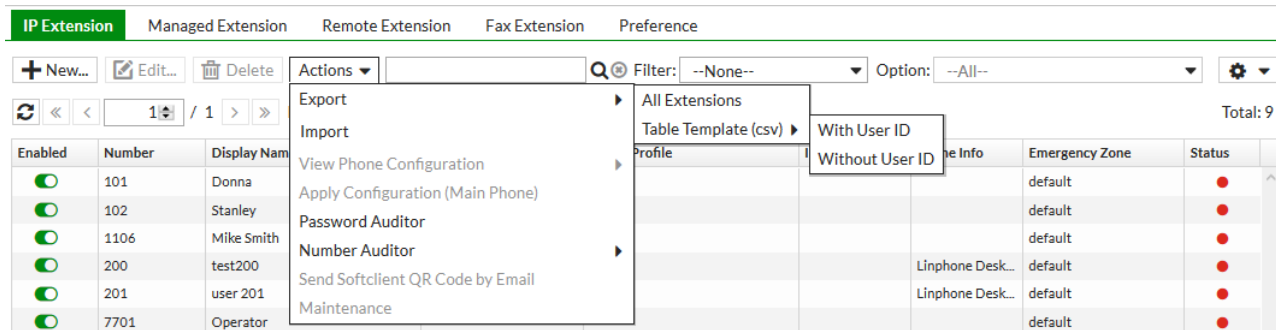 IP Extension Managed Extension Remote Extension Fax Extension Preference
New... Edit... Delete Actions Filter: --None-- Option: --All--
1 / 1 Total: 9
Export
Import
View Phone Configuration
Apply Configuration (Main Phone)
Password Auditor
Number Auditor
Send Softclient QR Code by Email
Maintenance
All Extensions
Table Template (csv)
With User ID
Without User ID
Enabled Number Display Nam Profile ne Info Emergency Zone Status
101 Donna default
102 Stanley default
1106 Mike Smith default
200 test200 Linphone Desk... default
201 user 201 Linphone Desk... default
7701 Operator default